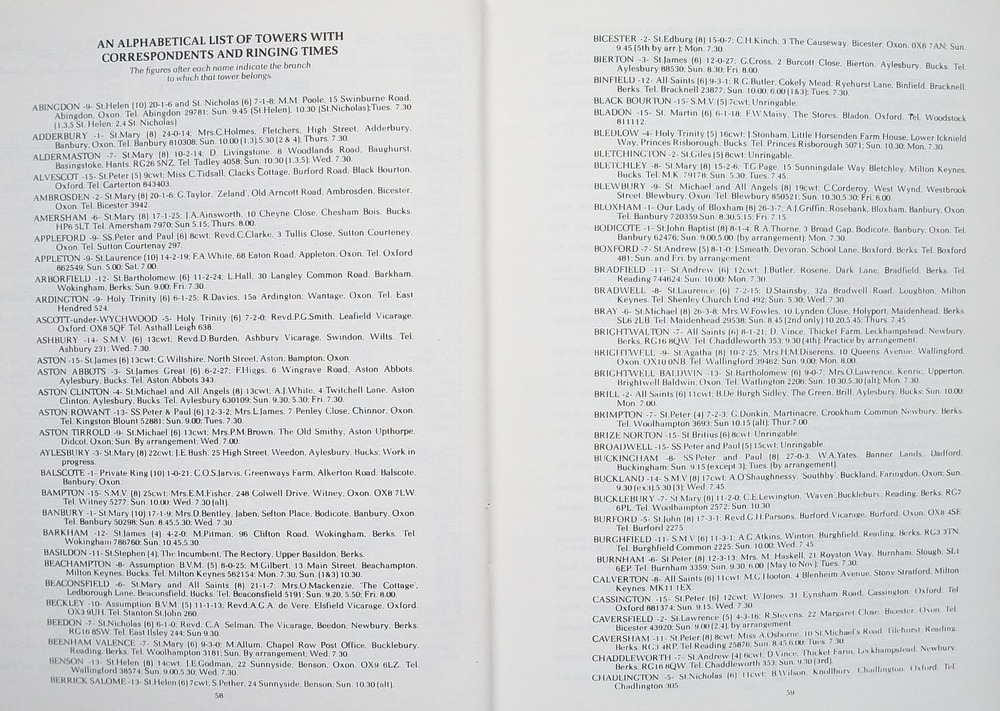 AN ALPHABETICAL LIST OF TOWERS WITH
CORRESPONDENTS AND RINGING TIMES
The figures after each name indicate the branch
to which that tower belongs.
ABINGDON -9- St.Helen (10) 20-1-6 and St. Nicholas (6) 7-1-8; M.M. Poole, 15 Swinburne Road,
Abingdon, Oxon. Tel. Abingdon 29781; Sun. 9.45 (St.Helen), 10.30 (St.Nicholas);Tues. 7.30
(1.3.5 St.Helen; 2.4 St. Nicholas)
ADDERBURY -1- St.Mary (8) 24-0-14; Mrs.C.Holmes, Fletchers, High Street, Adderbury,
Banbury, Oxon. Tel. Banbury 810308; Sun. 10.00 (1.3),5.30 (2 & 4); Thurs. 7.30.
ALDERMASTON -7- St.Mary (8) 10-2-14; D. Livingstone, 8 Woodlands Road, Baughurst,
Basingstoke, Hants. RG26 5NZ. Tel. Tadley 4058; Sun. 10.30 (1.3.5); Wed. 7.30.
ALVESCOT -15- St.Peter (5) 9cwt; Miss C.Tidsall, Clacks Cottage, Burford Road, Black Bourton,
Oxford. Tel. Carterton 843403.
AMBROSDEN -2- St.Mary (8) 20-1-6; G.Taylor, 'Zeland', Old Arncott Road, Ambrosden, Bicester,
Oxon. Tel. Bicester 3942.
AMERSHAM -6- St.Mary (8) 17-1-25; J.A.Ainsworth, 10 Cheyne Close, Chesham Bois, Bucks.
HP6 5LT. Tel. Amersham 7970; Sun 5.15; Thurs. 8.00.
APPLEFORD -9- SS.Peter and Paul (6) 8cwt; Revd.C.Clarke, 3 Tullis Close, Sutton Courteney,
Oxon. Tel. Sutton Courtenay 297.
APPLETON -9- St.Laurence (10) 14-2-19; F.A.White, 68 Eaton Road, Appleton, Oxon. Tel. Oxford
862549; Sun. 5.00; Sat. 7.00.
ARBORFIELD -12- St.Bartholomew (6) 11-2-24; L.Hall, 30 Langley Common Road, Barkham,
Wokingham, Berks; Sun. 9.00; Fri. 7.30.
ARDINGTON -9- Holy Trinity (6) 6-1-25; R.Davies, 15a Ardington, Wantage, Oxon. Tel. East
Hendred 524.
ASCOTT-under-WYCHWOOD -5- Holy Trinity (6) 7-2-0; Revd.P.G.Smith, Leafield Vicarage,
Oxford. OX8 5QF. Tel. Asthall Leigh 638.
ASHBURY -14- S.M.V. (6) 13cwt; Revd.D.Burden, Ashbury Vicarage, Swindon, Wilts. Tel.
Ashbury 231; Wed. 7.30.
ASTON -15- St.James (6) 13cwt; G.Wiltshire, North Street, Aston, Bampton, Oxon.
ASTON ABBOTS -3- St.James Great (6) 6-2-27; F.Higgs, 6 Wingrave Road, Aston Abbots,
Aylesbury, Bucks. Tel. Aston Abbots 343.
ASTON CLINTON -4- St.Michael and All Angels (8) 13cwt; A.J.White, 4 Twitchell Lane, Aston
Clinton, Aylesbury, Bucks. Tel. Aylesbury 630109; Sun. 9.30, 5.30; Fri. 7.30.
ASTON ROWANT -13- SS.Peter & Paul (6) 12-3-2; Mrs.L.James, 7 Penley Close, Chinnor, Oxon.
Tel. Kingston Blount 52881; Sun. 9.00; Tues. 7.30.
ASTON TIRROLD -9- St.Michael (6) 13cwt; Mrs.P.M.Brown, The Old Smithy, Aston Upthorpe,
Didcot, Oxon; Sun. By arrangement; Wed. 7.00.
AYLESBURY -3- St.Mary (8) 22cwt; J.E.Bush, 25 High Street, Weedon, Aylesbury, Bucks; Work in
progress.
BALSCOTE -1- Private Ring (10) 1-0-21; C.O.S.Jarvis, Greenways Farm, Alkerton Road, Balscote,
Banbury, Oxon.
BAMPTON -15- S.M.V. (8) 25cwt; Mrs.E.M.Fisher, 248 Colwell Drive, Witney, Oxon. OX8 7LW.
Tel. Witney 5277; Sun. 10.00; Wed. 7.30 (alt).
BANBURY -1- St.Mary (10) 17-1-9; Mrs.D.Bentley, Jaben, Sefton Place, Bodicote, Banbury, Oxon.
Tel. Banbury 50298; Sun. 8.45,5.30; Wed. 7.30.
BARKHAM -12- St.James (4) 4-2-0; M.Pitman, 96 Clifton Road, Wokingham, Berks. Tel.
Wokingham 786760; Sun. 10.45,5.30.
BASILDON -11- St.Stephen (4); The Incumbent, The Rectory, Upper Basildon, Berks.
BEACHAMPTON -8- Assumption B.V.M. (5) 8-0-25; M.Gilbert, 13 Main Street, Beachampton,
Milton Keynes, Bucks. Tel. Milton Keynes 562154; Mon. 7.30, Sun. (1&3) 10.30.
BEACONSFIELD -6- St.Mary and All Saints (8) 21-1-7; Mrs.O.Mackenzie, 'The Cottage',
Ledborough Lane, Beaconsfield, Bucks. Tel. Beaconsfield 5191; Sun. 9.20, 5.50; Fri. 8.00.
BECKLEY -10- Assumption B.V.M. (5) 11-1-13; Revd.A.G.A. de Vere, Elsfield Vicarage, Oxford.
OX3 9UH. Tel. Stanton St.John 260.
BEEDON -7- St.Nicholas (6) 6-1-0; Revd. C.A. Selman, The Vicarage, Beedon, Newbury, Berks.
RG16 8SW. Tel. East Ilsley 244; Sun 9.30.
BEENHAM VALENCE -7- St.Mary (6) 9-3-0; M.Allum, Chapel Row Post Office, Bucklebury,
Reading, Berks. Tel. Woolhampton 3181; Sun. By arrangement; Wed. 7.30.
BENSON -13- St.Helen (8) 14cwt; J.E.Godman, 22 Sunnyside, Benson, Oxon. OX9 6LZ. Tel.
Wallingford 38574; Sun. 9.00,5.30; Wed. 7.30.
BERRICK SALOME -13- St.Helen (6) 7cwt; S.Pether, 24 Sunnyside, Benson; Sun. 10.30 (alt).
58
BICESTER -2- St.Edburg (8) 15-0-7; C.H.Kinch, 3 The Causeway, Bicester, Oxon. 0X6 7AN; Sun.
9.45 (5th by arr.); Mon. 7.30.
BIERTON -3- St.James (6) 12-0-27; G.Cross, 2 Burcott Close, Bierton, Aylesbury, Bucks. Tel.
Aylesbury 88530; Sun. 8.30; Fri. 8.00.
BINFIELD -12- All Saints (6) 9-3-1; R.G.Butler, Cokely Mead, Ryehurst Lane, Binfield, Bracknell,
Berks. Tel. Bracknell 23877; Sun. 10.00, 6.00 (1&3); Tues. 7.30.
BLACK BOURTON -15- S.M.V (5) 7cwt; Unringable.
BLADON -15- St. Martin (6) 6-1-18; F.W.Maisy, The Stores, Bladon, Oxford. Tel. Woodstock
811112.
BLEDLOW -4- Holy Trinity (5) 16cwt; J.Stonham, Little Horsenden Farm House, Lower Icknield
Way, Princes Risborough, Bucks. Tel. Princes Risborough 5071; Sun. 10.30; Mon. 7.30.
BLETCHINGTON -2- St.Giles (5) 8cwt; Unringable.
BLETCHLEY -8- St.Mary (8) 15-2-6; T.G.Page, 15 Sunningdale Way, Bletchley, Milton Keynes,
Bucks. Tel. M.K. 79178; Sun. 5.30; Tues. 7.45.
BLEWBURY -9- St. Michael and All Angels (8) 19cwt; C.Corderoy, West Wynd, Westbrook
Street, Blewbury, Oxon. Tel. Blewbury 850521; Sun. 10.30,5.30; Fri. 6.00.
BLOXHAM -1- Our Lady of Bloxham (8) 26-3-7; A.J.Griffin, Rosebank, Bloxham, Banbury, Oxon.
Tel. Banbury 720359; Sun. 8.30,5.15; Fri. 7.15.
BODICOTE -1- St.John Baptist (8) 8-1-4; R.A.Thorne, 3 Broad Gap, Bodicote, Banbury, Oxon. Tel.
Banbury 62476; Sun. 9.00,5.00, (by arrangement); Mon. 7.30.
BOXFORD -7- St.Andrew (5) 8-1-0; J.Smeath, Devoran, School Lane, Boxford, Berks. Tel. Boxford
481; Sun. and Fri. by arrangement.
BRADFIELD -11- St.Andrew (6) 12cwt; J.Butler, Rosene, Dark Lane, Bradfield, Berks. Tel.
Reading 744624; Sun. 10.00; Mon. 7.30.
BRADWELL -8- St.Laurence (6) 7-2-15; D.Stainsby, 32a Bradwell Road, Loughton, Milton
Keynes. Tel. Shenley Church End 492; Sun. 5.30; Wed. 7.30.
BRAY -6- St.Michael (8) 26-3-8; Mrs.W.Fowles, 10 Lynden Close, Holyport, Maidenhead, Berks.
SL6 2LB. Tel. Maidenhead 29538; Sun. 8.45 (2nd only) 10.20,5.45; Thurs. 7.45.
BRIGHTWALTON -7- All Saints (6) 8-1-21; D. Vince, Thicket Farm, Leckhampstead, Newbury,
Berks. RG16 8QW. Tel. Chaddleworth 353; 9.30 (4th); Practice by arrangement.
BRIGHTWELL -9- St.Agatha (8) 10-2-25; Mrs.H.M.Diserens, 10 Queens Avenue, Wallingford,
Oxon. OX10 0NB. Tel. Wallingford 39462; Sun. 9.00; Mon. 8.00.
BRIGHTWELL BALDWIN -13- St.Bartholomew (6) 9-0-7; Mrs.O.Lawrence, Kenric, Upperton,
Brightwell Baldwin, Oxon. Tel. Watlington 2206; Sun. 10.30,5.30 (alt); Mon. 7.30.
BRILL -2- All Saints (6) 11cwt; B.De Burgh Sidley, The Green, Brill, Aylesbury, Bucks; Sun. 10.00;
Mon. 7.00.
BRIMPTON -7- St.Peter (4) 7-2-3; G.Dunkin, Martinacre, Crookham Common, Newbury, Berks.
Tel. Woolhampton 3693; Sun 10.15 (alt); Thur.7.00.
BRIZE NORTON -15- St Britius (6) 8cwt; Unringable.
BROADWELL -15- SS Peter and Paul (5) 15cwt; Unringable.
BUCKINGHAM -8- SS Peter and Paul (8) 27-0-3; W.A.Yates, Banner Lands, Dadford,
Buckingham; Sun. 9.15 (except 3); Tues. (by arrangement).
BUCKLAND -14- S.M.V (8) 17cwt; A.O'Shaughnessy, 'Southby', Buckland, Faringdon, Oxon; Sun.
9.30 (ex3),5.30 (3); Wed. 7.45.
BUCKLEBURY -7- St.Mary (8) 11-2-0; C.E.Lewington, 'Waven', Bucklebury, Reading, Berks. RG7
6PL. Tel. Woolhampton 2572; Sun. 10.30.
BURFORD -5- St.John (8) 17-3-1; Revd.G.H.Parsons, Burford Vicarage, Burford, Oxon. OX8 4SE.
Tel. Burford 2275.
BURGHFIELD -11- S.M.V (8) 11-3-1; A.G.Atkins, Winton, Burghfield, Reading, Berks. RG3 3TN.
Tel. Burghfield Common 2225; Sun. 10.00; Wed. 7.45.
BURNHAM -6- St.Peter (8) 12-3-13; Mrs. M. Haskell, 21 Royston Way, Burnham, Slough. SL1
6EP. Tel. Burnham 3359; Sun. 9.30, 6.00 (May to Nov); Tues. 7.30.
CALVERTON -8- All Saints (6) 11cwt; M.G.Hooton, 4 Blenheim Avenue, Stony Stratford, Milton
Keynes. MK11 1EX.
CASSINGTON -15- St.Peter (6) 12cwt; W.Jones, 31 Eynsham Road, Cassington, Oxford. Tel.
Oxford 881374; Sun. 9.15; Wed. 7.30.
CAVERSFIELD -2- St.Lawrence (5) 4-3-16; R.Stevens, 22 Margaret Close, Bicester, Oxon. Tel.
Bicester 43920; Sun. 9.00 (2.4), by arrangement.
CAVERSHAM -11- St.Peter (8) 8cwt; Miss A.Osborne, 10 St.Michael's Road, Tilehurst, Reading,
Berks. RG3 4RP. Tel Reading 25876; Sun. 8.45 6.00; Tues. 7.30.
CHADDLEWORTH -7- St.Andrew (4) 8cwt; D.Vince, Thicket Farm, Leckhampstead, Newbury,
Berks. RG16 8QW. Tel. Chaddleworth 353; Sun. 9.30 (3rd).
CHADLINGTON -5- St.Nicholas (6) 11cwt; B.Wilson, Knollbury, Chadlington, Oxford. Tel.
Chadlington 305.
59